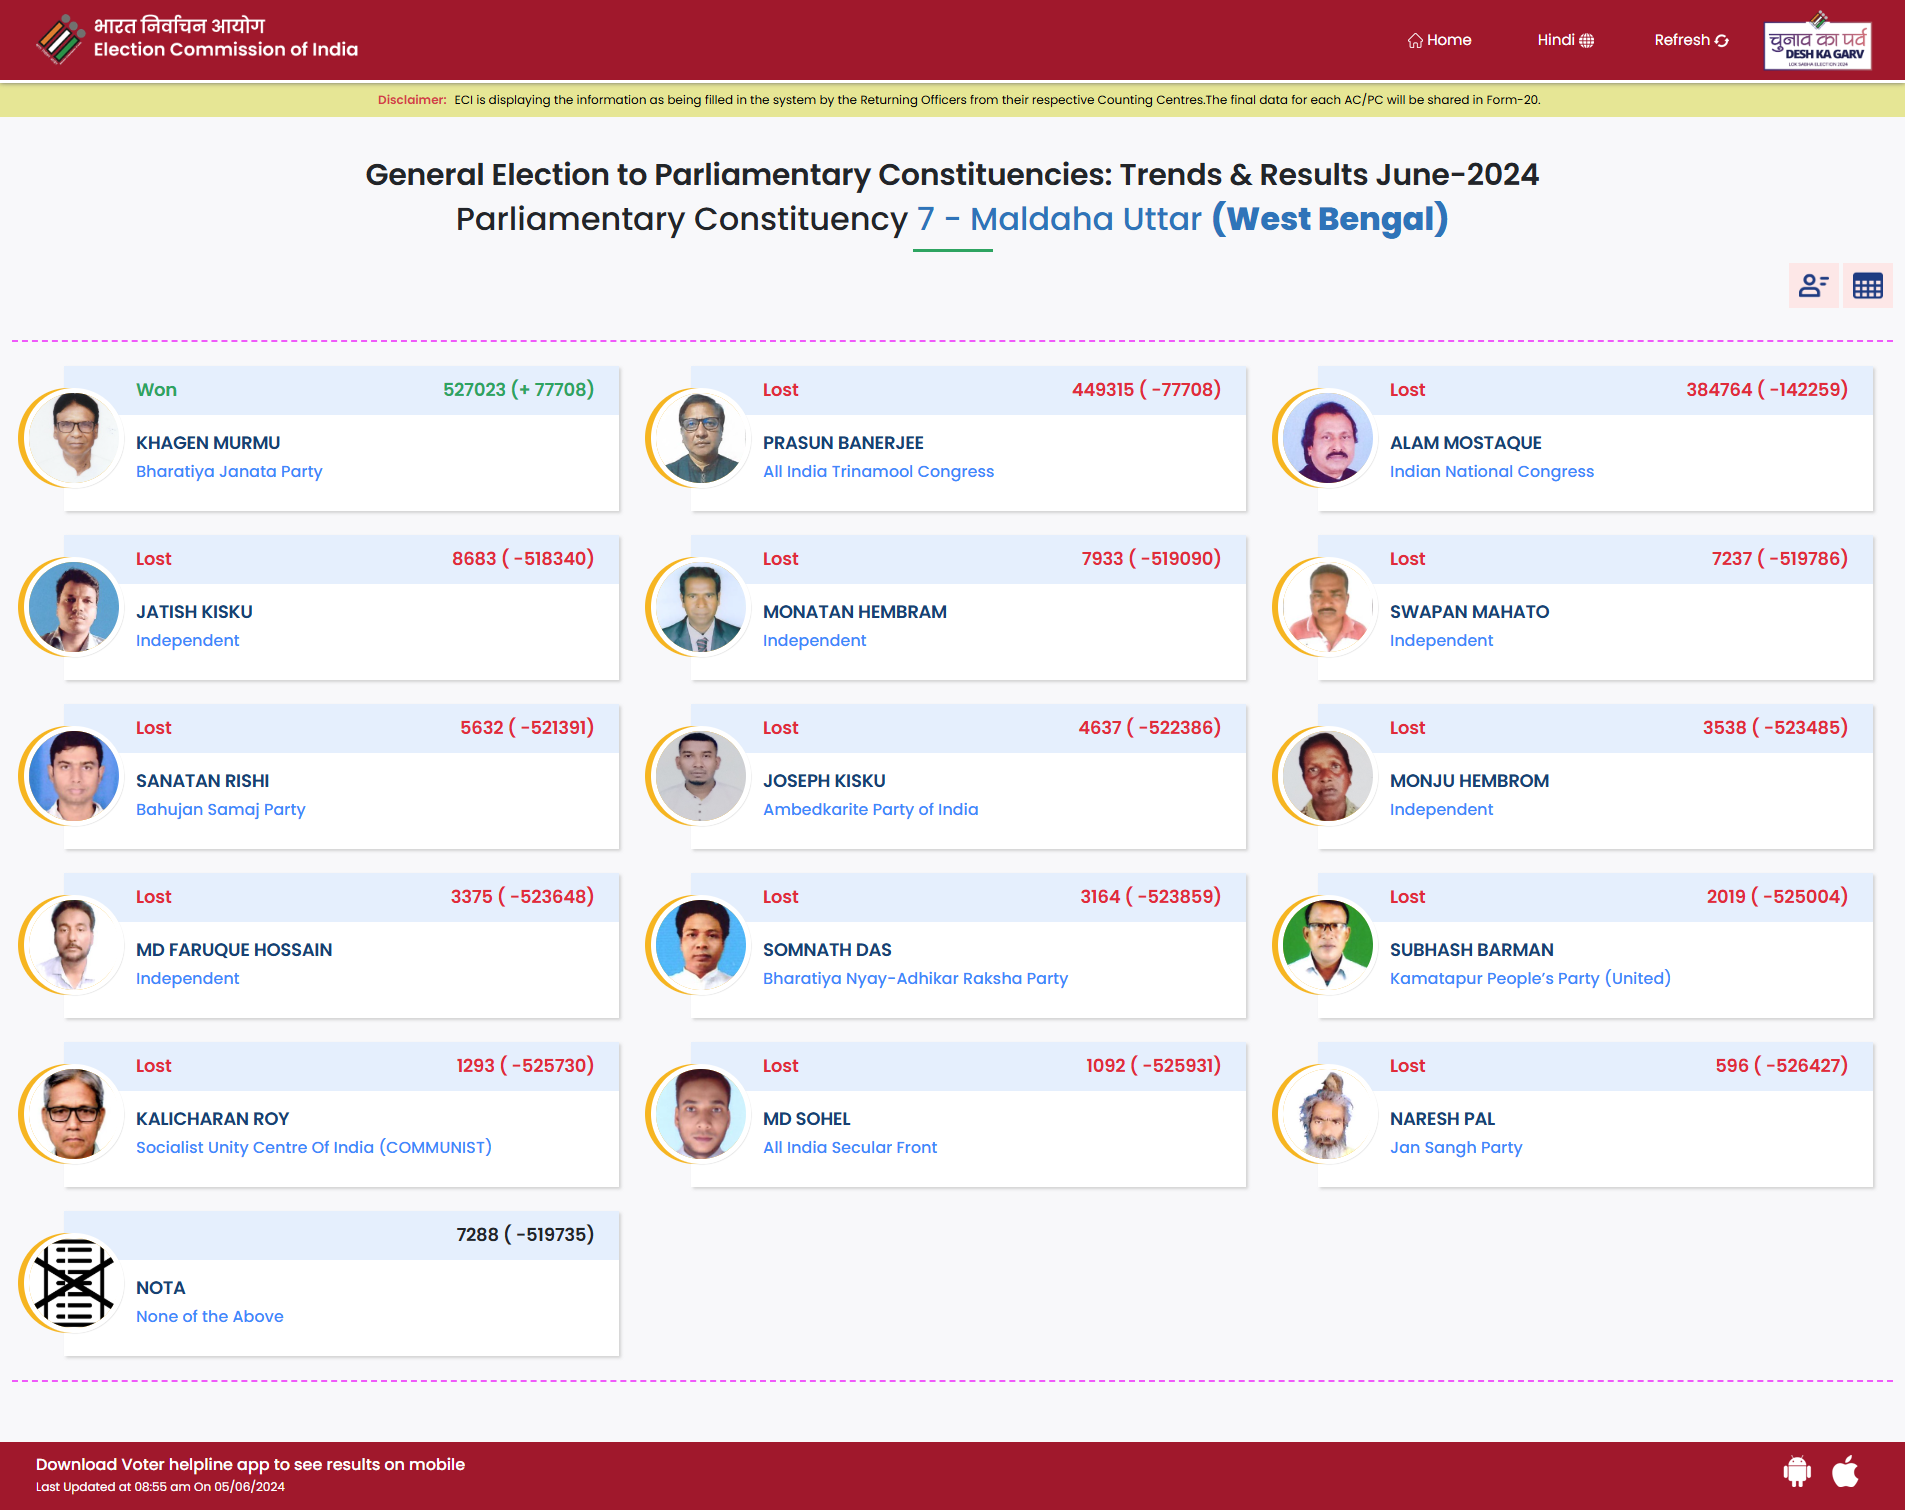 भारत निर्वाचन आयोग
Election Commission of India
Home
Hindi
Refresh
चुनाव का पर्व
DESH KA GARV
LOK SABHA ELECTION 2024
Disclaimer: ECI is displaying the information as being filled in the system by the Returning Officers from their respective Counting Centres.The final data for each AC/PC will be shared in Form-20.
General Election to Parliamentary Constituencies: Trends & Results June-2024
Parliamentary Constituency 7 - Maldaha Uttar (West Bengal)
Won 527023 (+ 77708)
KHAGEN MURMU
Bharatiya Janata Party
Lost 449315 ( -77708)
PRASUN BANERJEE
All India Trinamool Congress
Lost 384764 ( -142259)
ALAM MOSTAQUE
Indian National Congress
Lost 8683 ( -518340)
JATISH KISKU
Independent
Lost 7933 ( -519090)
MONATAN HEMBRAM
Independent
Lost 7237 ( -519786)
SWAPAN MAHATO
Independent
Lost 5632 ( -521391)
SANATAN RISHI
Bahujan Samaj Party
Lost 4637 ( -522386)
JOSEPH KISKU
Ambedkarite Party of India
Lost 3538 ( -523485)
MONJU HEMBROM
Independent
Lost 3375 ( -523648)
MD FARUQUE HOSSAIN
Independent
Lost 3164 ( -523859)
SOMNATH DAS
Bharatiya Nyay-Adhikar Raksha Party
Lost 2019 ( -525004)
SUBHASH BARMAN
Kamatapur People’s Party (United)
Lost 1293 ( -525730)
KALICHARAN ROY
Socialist Unity Centre Of India (COMMUNIST)
Lost 1092 ( -525931)
MD SOHEL
All India Secular Front
Lost 596 ( -526427)
NARESH PAL
Jan Sangh Party
7288 ( -519735)
NOTA
None of the Above
Download Voter helpline app to see results on mobile
Last Updated at 08:55 am On 05/06/2024